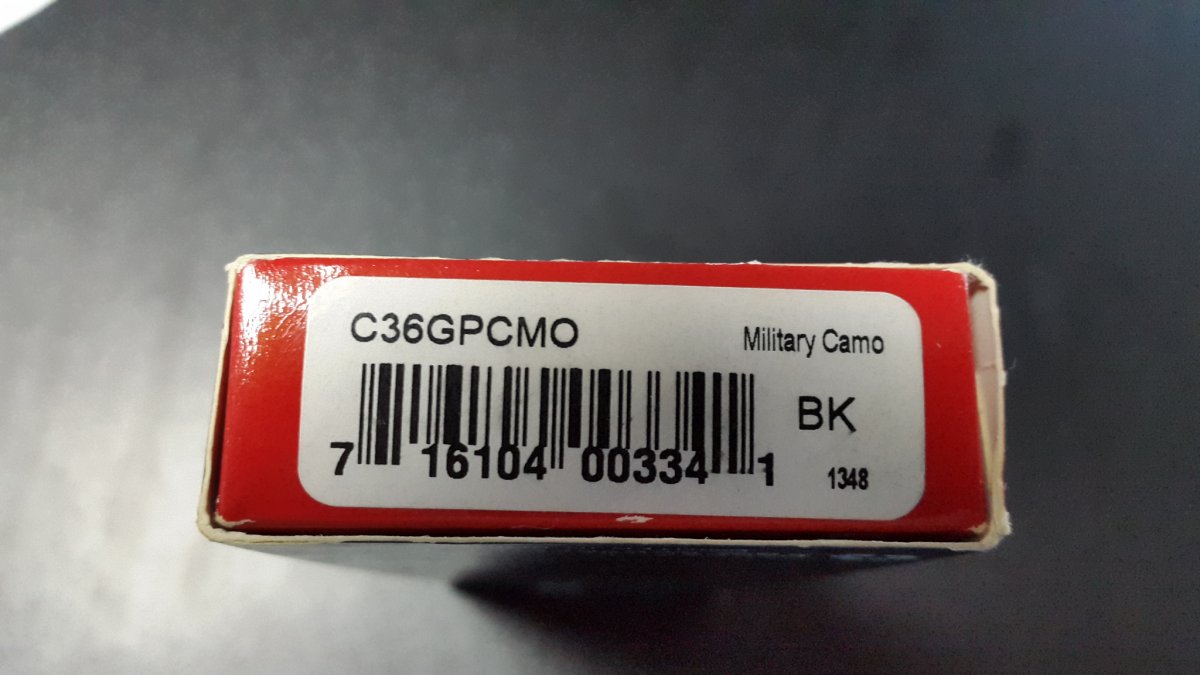 C36GPCMO
Military Camo
BK
7 16104 00334 1
1348